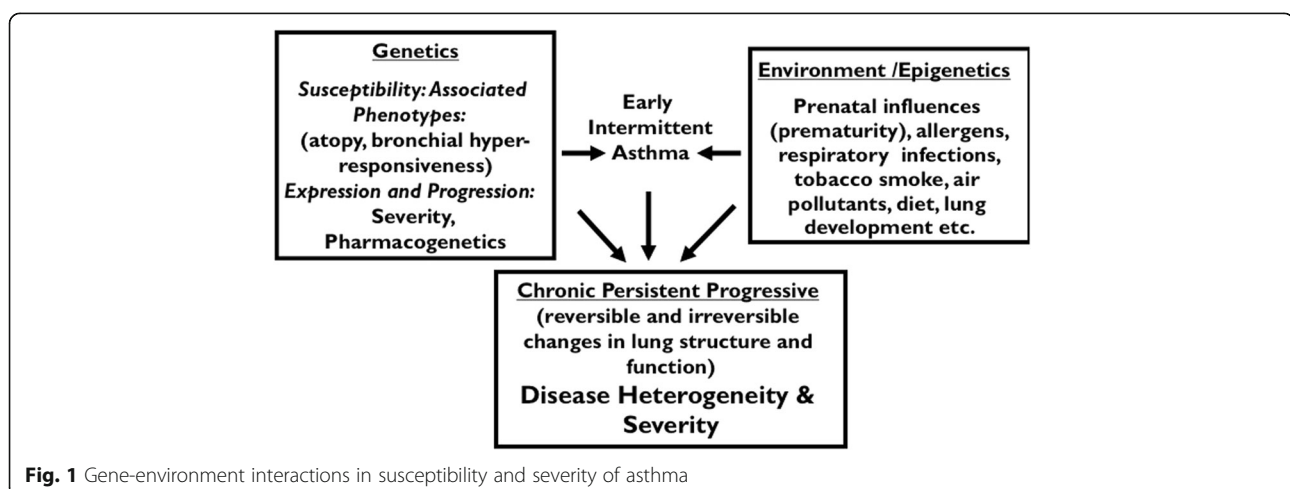 Genetics
Susceptibility: Associated
Phenotypes:
(atopy, bronchial hyper-
responsiveness)
Expression and Progression:
Severity,
Pharmacogenetics
Early
Intermittent
Asthma
Environment /Epigenetics
Prenatal influences
(prematurity), allergens,
respiratory infections,
tobacco smoke, air
pollutants, diet, lung
development etc.
Chronic Persistent Progressive
(reversible and irreversible
changes in lung structure and
function)
Disease Heterogeneity &
Severity
Fig. 1 Gene-environment interactions in susceptibility and severity of asthma